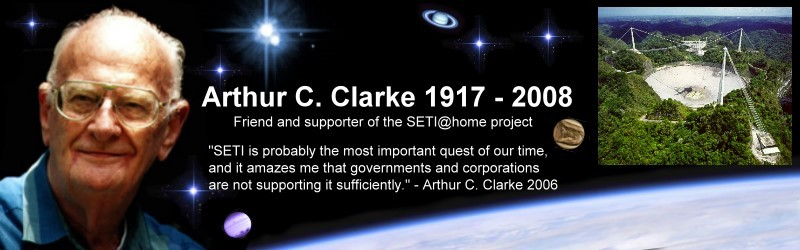 Arthur C. Clarke 1917 - 2008
Friend and supporter of the SETI@home project
"SETI is probably the most important quest of our time,
and it amazes me that governments and corporations
are not supporting it sufficiently." - Arthur C. Clarke 2006